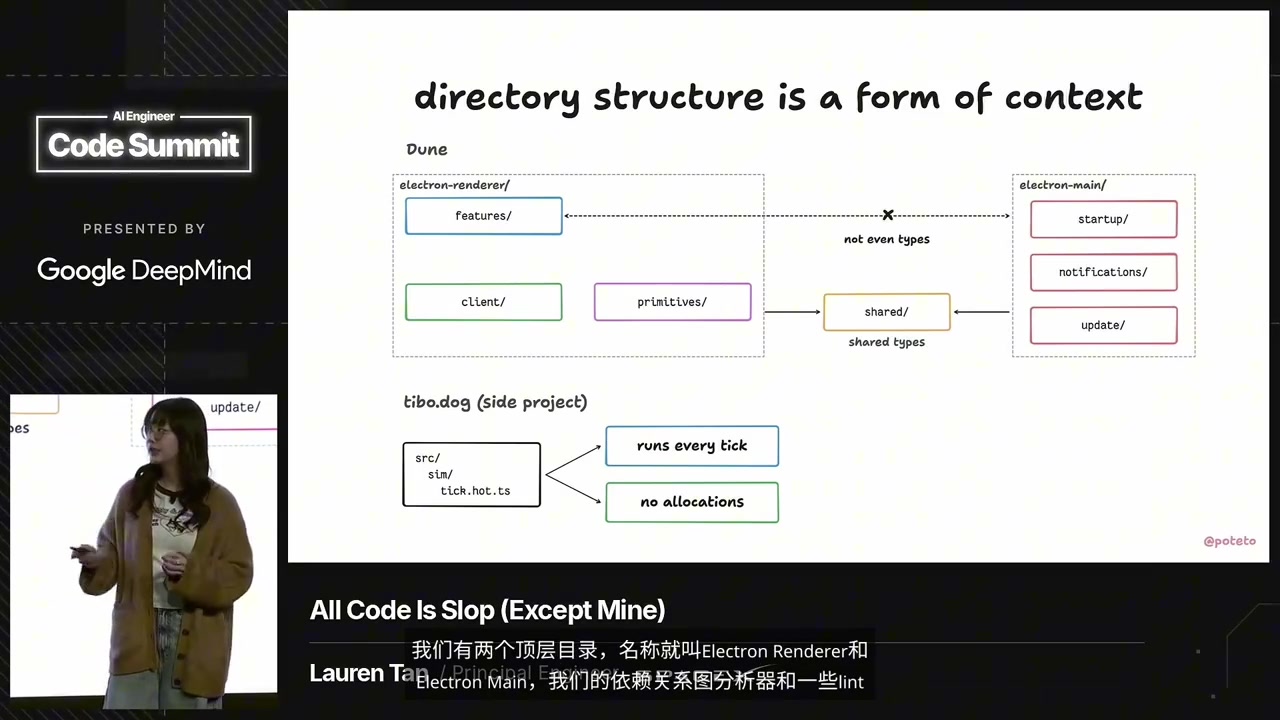 AI Engineer
Code Summit
PRESENTED BY
Google DeepMind
directory structure is a form of context
Dune
electron-renderer/
features/
client/
primitives/
not even types
shared/
shared types
electron-main/
startup/
notifications/
update/
tibo.dog (side project)
src/
sim/
tick.hot.ts
runs every tick
no allocations
@poteto
update/
pes
All Code Is Slop (Except Mine)
Lauren Tan / Principal Engineer
我们有两个顶层目录，名称就叫Electron Renderer和
Electron Main，我们的依赖关系图分析器和一些lint